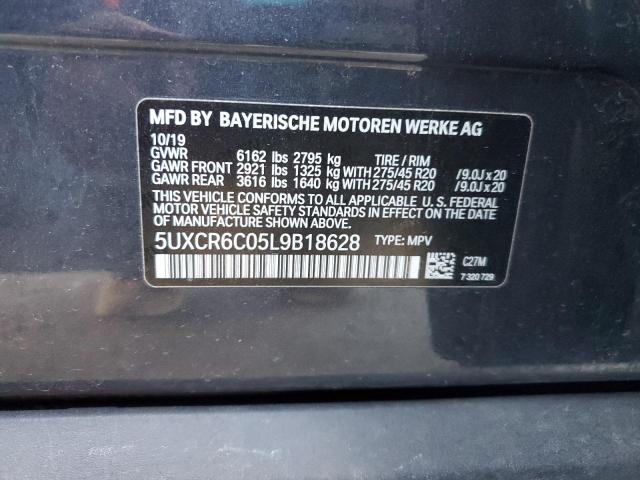 MFD BY BAYERISCHE MOTOREN WERKE AG
10/19
GVWR 6162 lbs 2795 kg TIRE / RIM
GAWR FRONT 2921 lbs 1325 kg WITH 275/45 R20 /9.0J x 20
GAWR REAR 3616 lbs 1640 kg WITH 275/45 R20 /9.0J x 20
THIS VEHICLE CONFORMS TO ALL APPLICABLE U. S. FEDERAL
MOTOR VEHICLE SAFETY STANDARDS IN EFFECT ON THE DATE
OF MANUFACTURE SHOWN ABOVE.
5UXCR6C05L9B18628 TYPE: MPV
C27M
7 320 729